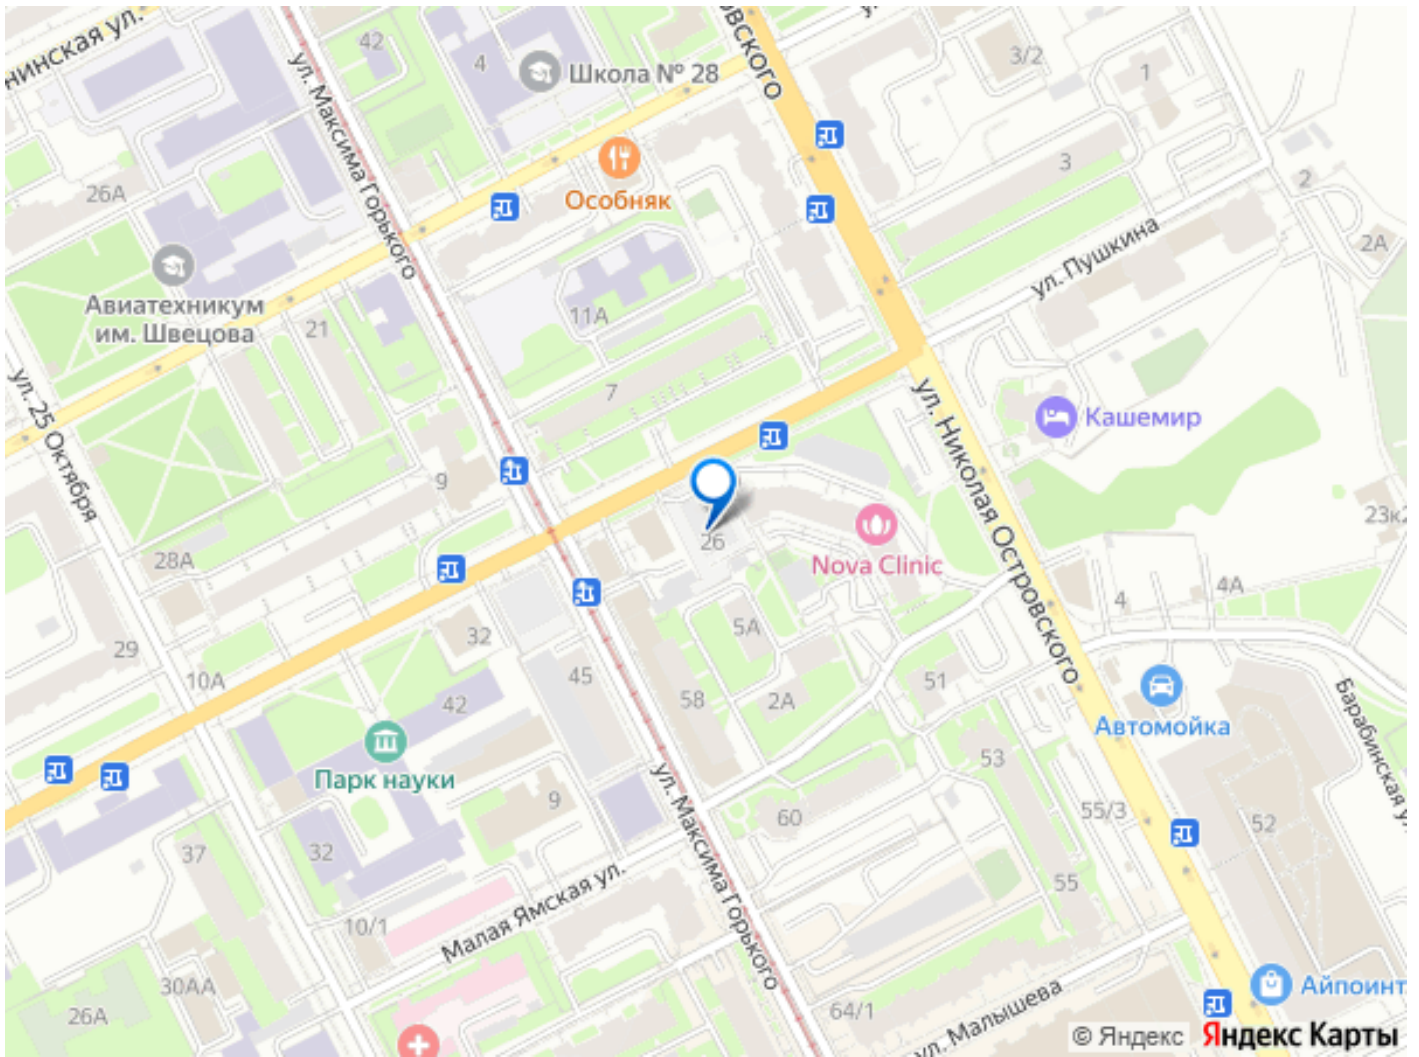 нинская ул.
42
4
Школа № 28
овского
3/2
1
ул. Максима Горького
Особняк
3
26А
2
2А
ул. Пушкина
Авиатехникум
им. Швецова
21
11А
7
ул. 25 Октября
ул. Николая Островского
Кашемир
9
23к2
26
Nova Clinic
28А
4
4А
29
32
5А
10А
45
58
2А
51
42
Автомойка
Барабинская ул.
Парк науки
53
9
60
55/3
52
37
32
ул. Максима Горького
55
Малая Ямская ул.
10/1
30АА
26А
64/1
ул. Малышева
Айпоинт
© Яндекс Яндекс Карты